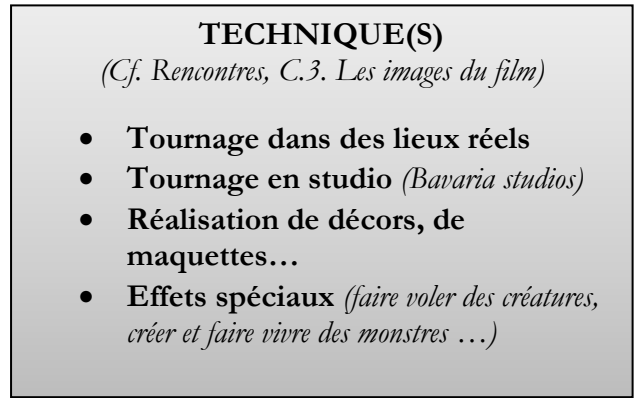 TECHNIQUE(S)
(Cf. Rencontres, C.3. Les images du film)
• Tournage dans des lieux réels
• Tournage en studio (Bavaria studios)
• Réalisation de décors, de
maquettes…
• Effets spéciaux (faire voler des créatures,
créer et faire vivre des monstres …)